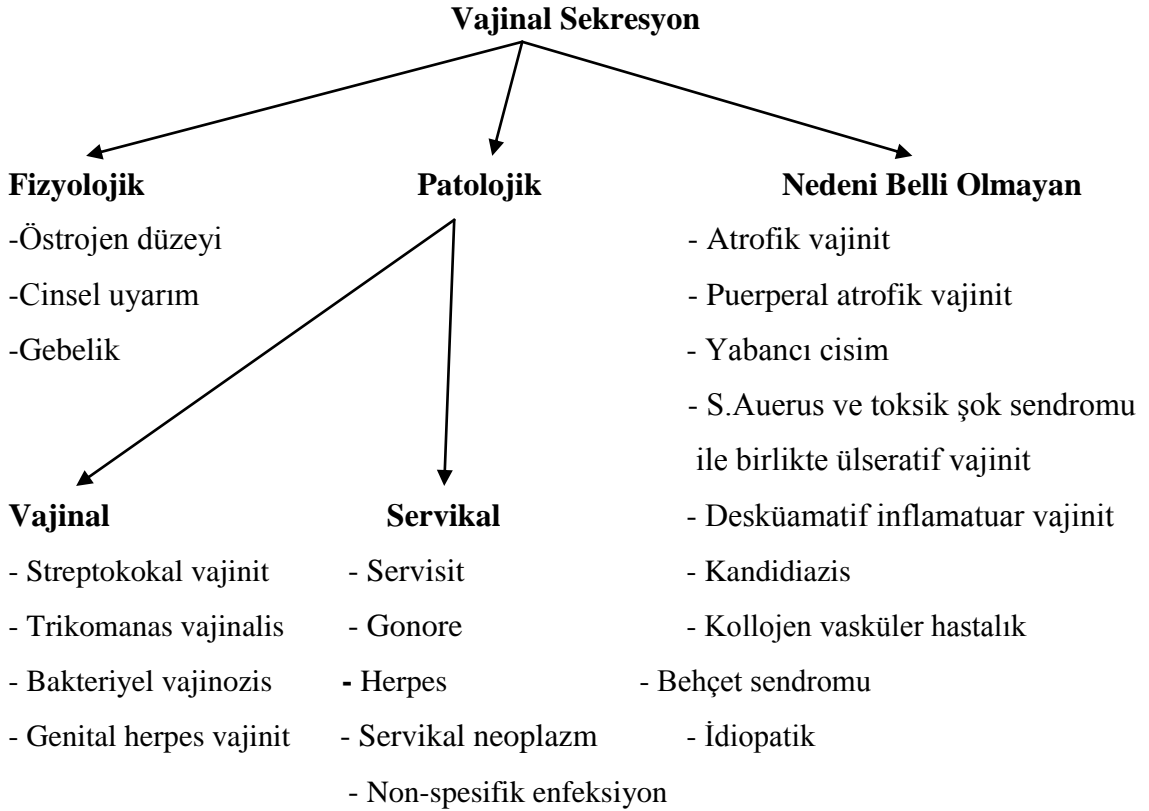 Vajinal Sekresyon
Fizyolojik
-Östrojen düzeyi
-Cinsel uyarım
-Gebelik
Patolojik
Vajinal
- Streptokokal vajinit
- Trikomanas vajinalis
- Bakteriyel vajinozis
- Genital herpes vajinit
Servikal
- Servisit
- Gonore
- Herpes
- Servikal neoplazm
- Non-spesifik enfeksiyon
Nedeni Belli Olmayan
- Atrofik vajinit
- Puerperal atrofik vajinit
- Yabancı cisim
- S.Auerus ve toksik şok sendromu
ile birlikte ülseratif vajinit
- Desküamatif inflamatuar vajinit
- Kandidiazis
- Kollojen vasküler hastalık
- Behçet sendromu
- İdiopatik